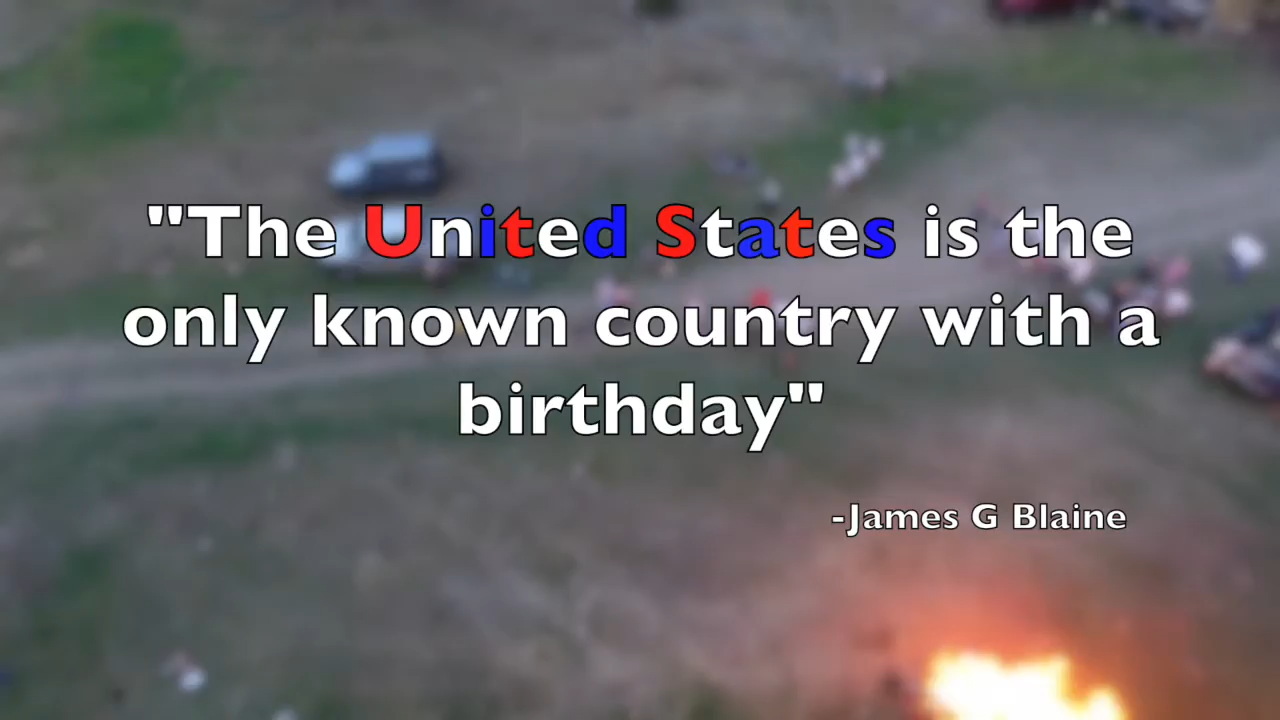 "The United States is the
only known country with a
birthday"
-James G Blaine